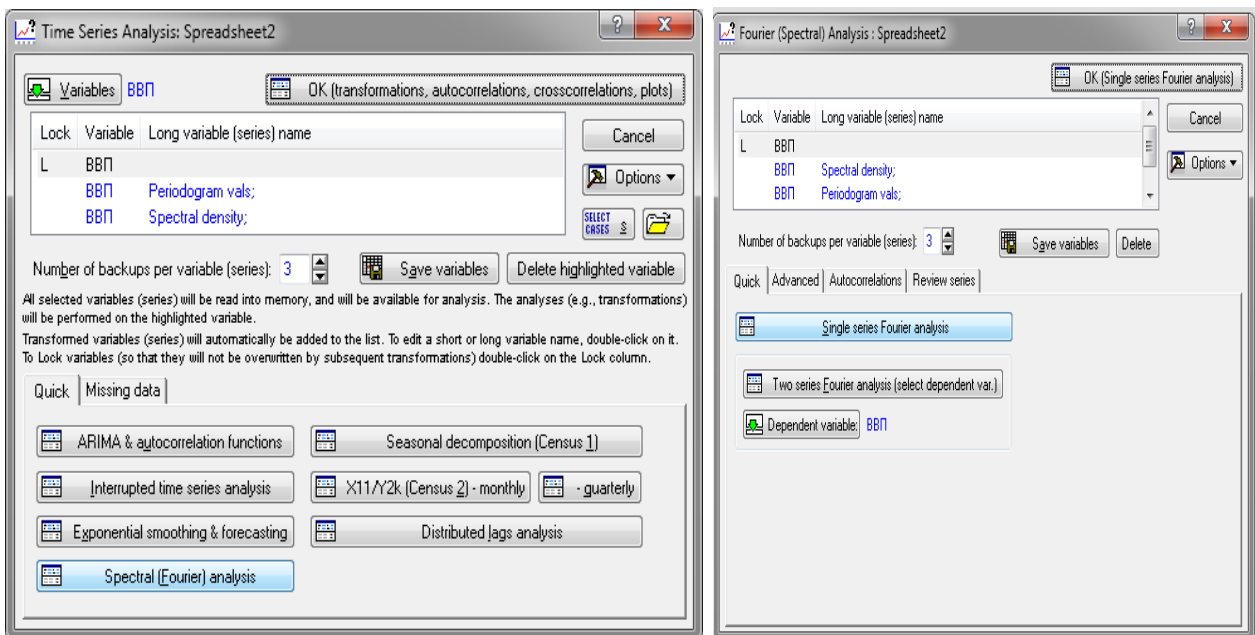 Time Series Analysis: Spreadsheet2
? X
Variables ВВП OK (transformations, autocorrelations, crosscorrelations, plots)
Lock Variable Long variable (series) name
L ВВП
ВВП Periodogram vals;
ВВП Spectral density;
Cancel
Options
SELECT CASES S
Number of backups per variable (series): 3 Save variables Delete highlighted variable
All selected variables (series) will be read into memory, and will be available for analysis. The analyses (e.g., transformations)
will be performed on the highlighted variable.
Transformed variables (series) will automatically be added to the list. To edit a short or long variable name, double-click on it.
To Lock variables (so that they will not be overwritten by subsequent transformations) double-click on the Lock column.
Quick Missing data
ARIMA & autocorrelation functions Seasonal decomposition (Census 1)
Interrupted time series analysis X11/Y2k (Census 2) - monthly - quarterly
Exponential smoothing & forecasting Distributed lags analysis
Spectral (Fourier) analysis
Fourier (Spectral) Analysis : Spreadsheet2
? X
OK (Single series Fourier analysis)
Lock Variable Long variable (series) name
L ВВП
ВВП Spectral density;
ВВП Periodogram vals;
Cancel
Options
Number of backups per variable (series): 3 Save variables Delete
Quick Advanced Autocorrelations Review series
Single series Fourier analysis
Two series Fourier analysis (select dependent var.)
Dependent variable: ВВП